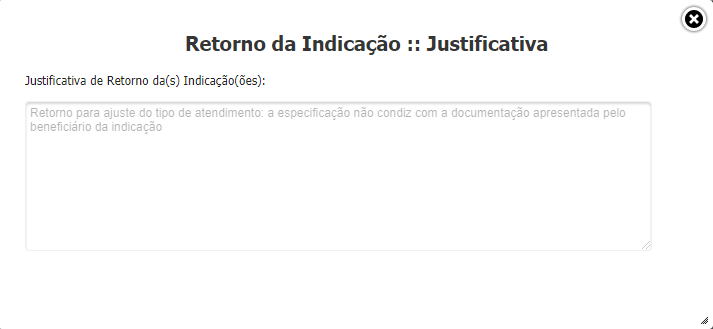 Retorno da Indicação :: Justificativa
Justificativa de Retorno da(s) Indicação(ões):
Retorno para ajuste do tipo de atendimento: a especificação não condiz com a documentação apresentada pelo
beneficiário da indicação